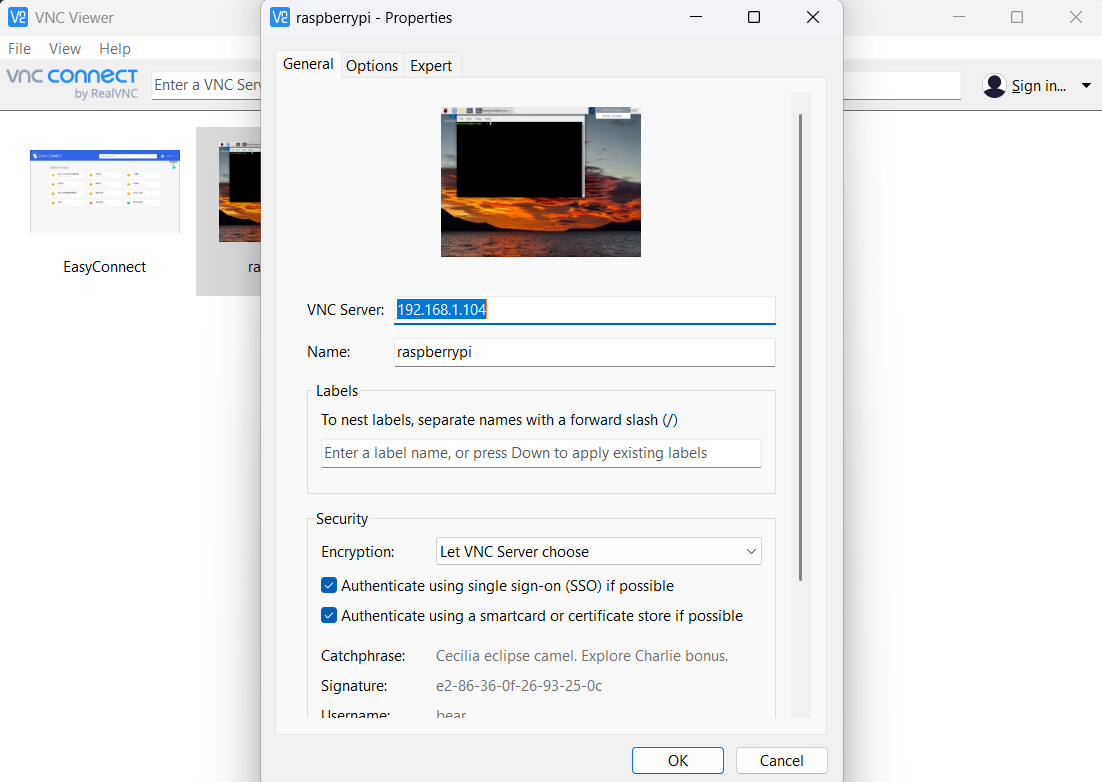 VNC Viewer
raspberrypi - Properties
File View Help
vnc connect
by RealVNC
Enter a VNC Serv
Sign in...
General Options Expert
EasyConnect
ra
VNC Server: 192.168.1.104
Name: raspberrypi
Labels
To nest labels, separate names with a forward slash (/)
Enter a label name, or press Down to apply existing labels
Security
Encryption: Let VNC Server choose
Authenticate using single sign-on (SSO) if possible
Authenticate using a smartcard or certificate store if possible
Catchphrase: Cecilia eclipse camel. Explore Charlie bonus.
Signature: e2-86-36-0f-26-93-25-0c
Username: bear
OK Cancel